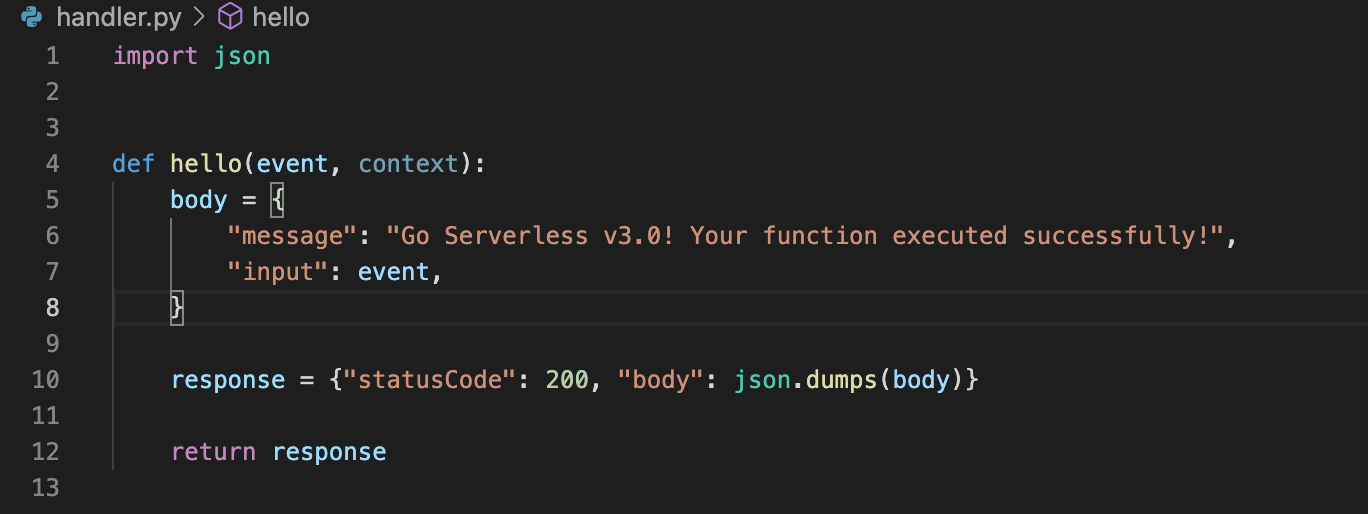 handler.py > hello
1 import json
2
3
4 def hello(event, context):
5     body = {
6         "message": "Go Serverless v3.0! Your function executed successfully!",
7         "input": event,
8     }
9
10     response = {"statusCode": 200, "body": json.dumps(body)}
11
12     return response
13